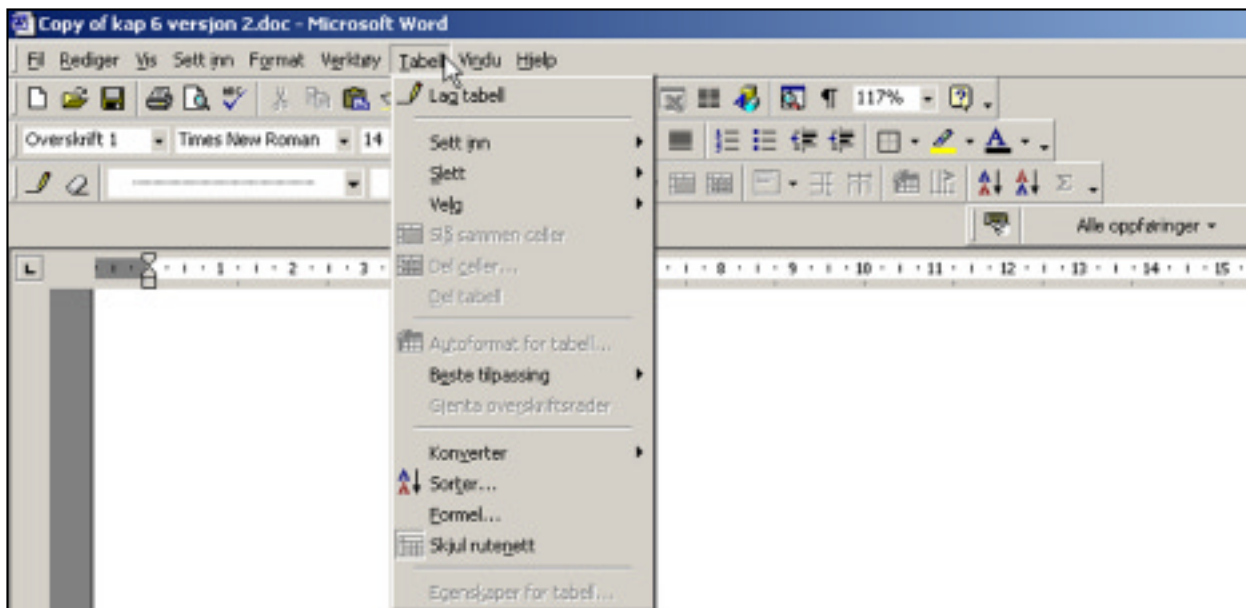 Copy of kap 6 versjon 2.doc - Microsoft Word
Fil Rediger Vis Sett inn Format Verktøy Tabell Vindu Hjelp
117%
Overskrift 1 Times New Roman 14
Alle oppføringer
1 2 3 8 9 10 11 12 13 14 15
Lag tabell
Sett inn
Slett
Velg
Slå sammen celler
Del celler...
Del tabell
Autoformat for tabell...
Beste tilpassing
Gjenta overskriftsrader
Konverter
Sorter...
Formel...
Skjul rutenett
Egenskaper for tabell...